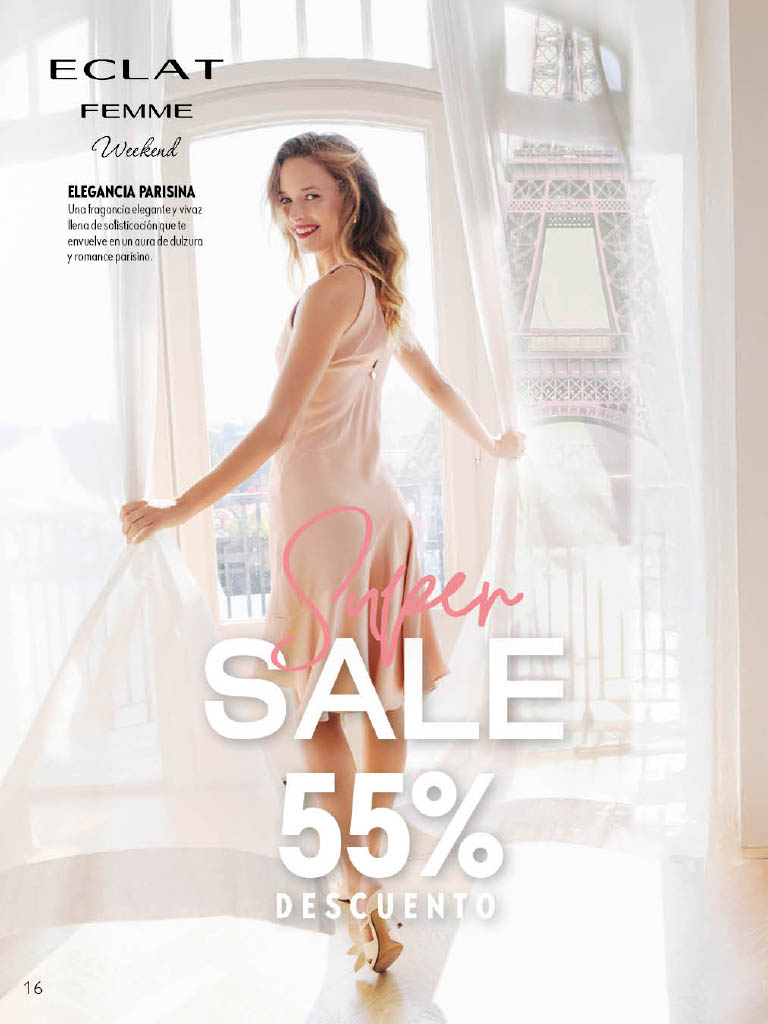 ECLAT
FEMME
Weekend
ELEGANCIA PARISINA
Una fragancia elegante y vivaz
llena de sofisticación que te
envuelve en un aura de dulzura
y romance parisino.
Super
SALE
55%
DESCUENTO
16